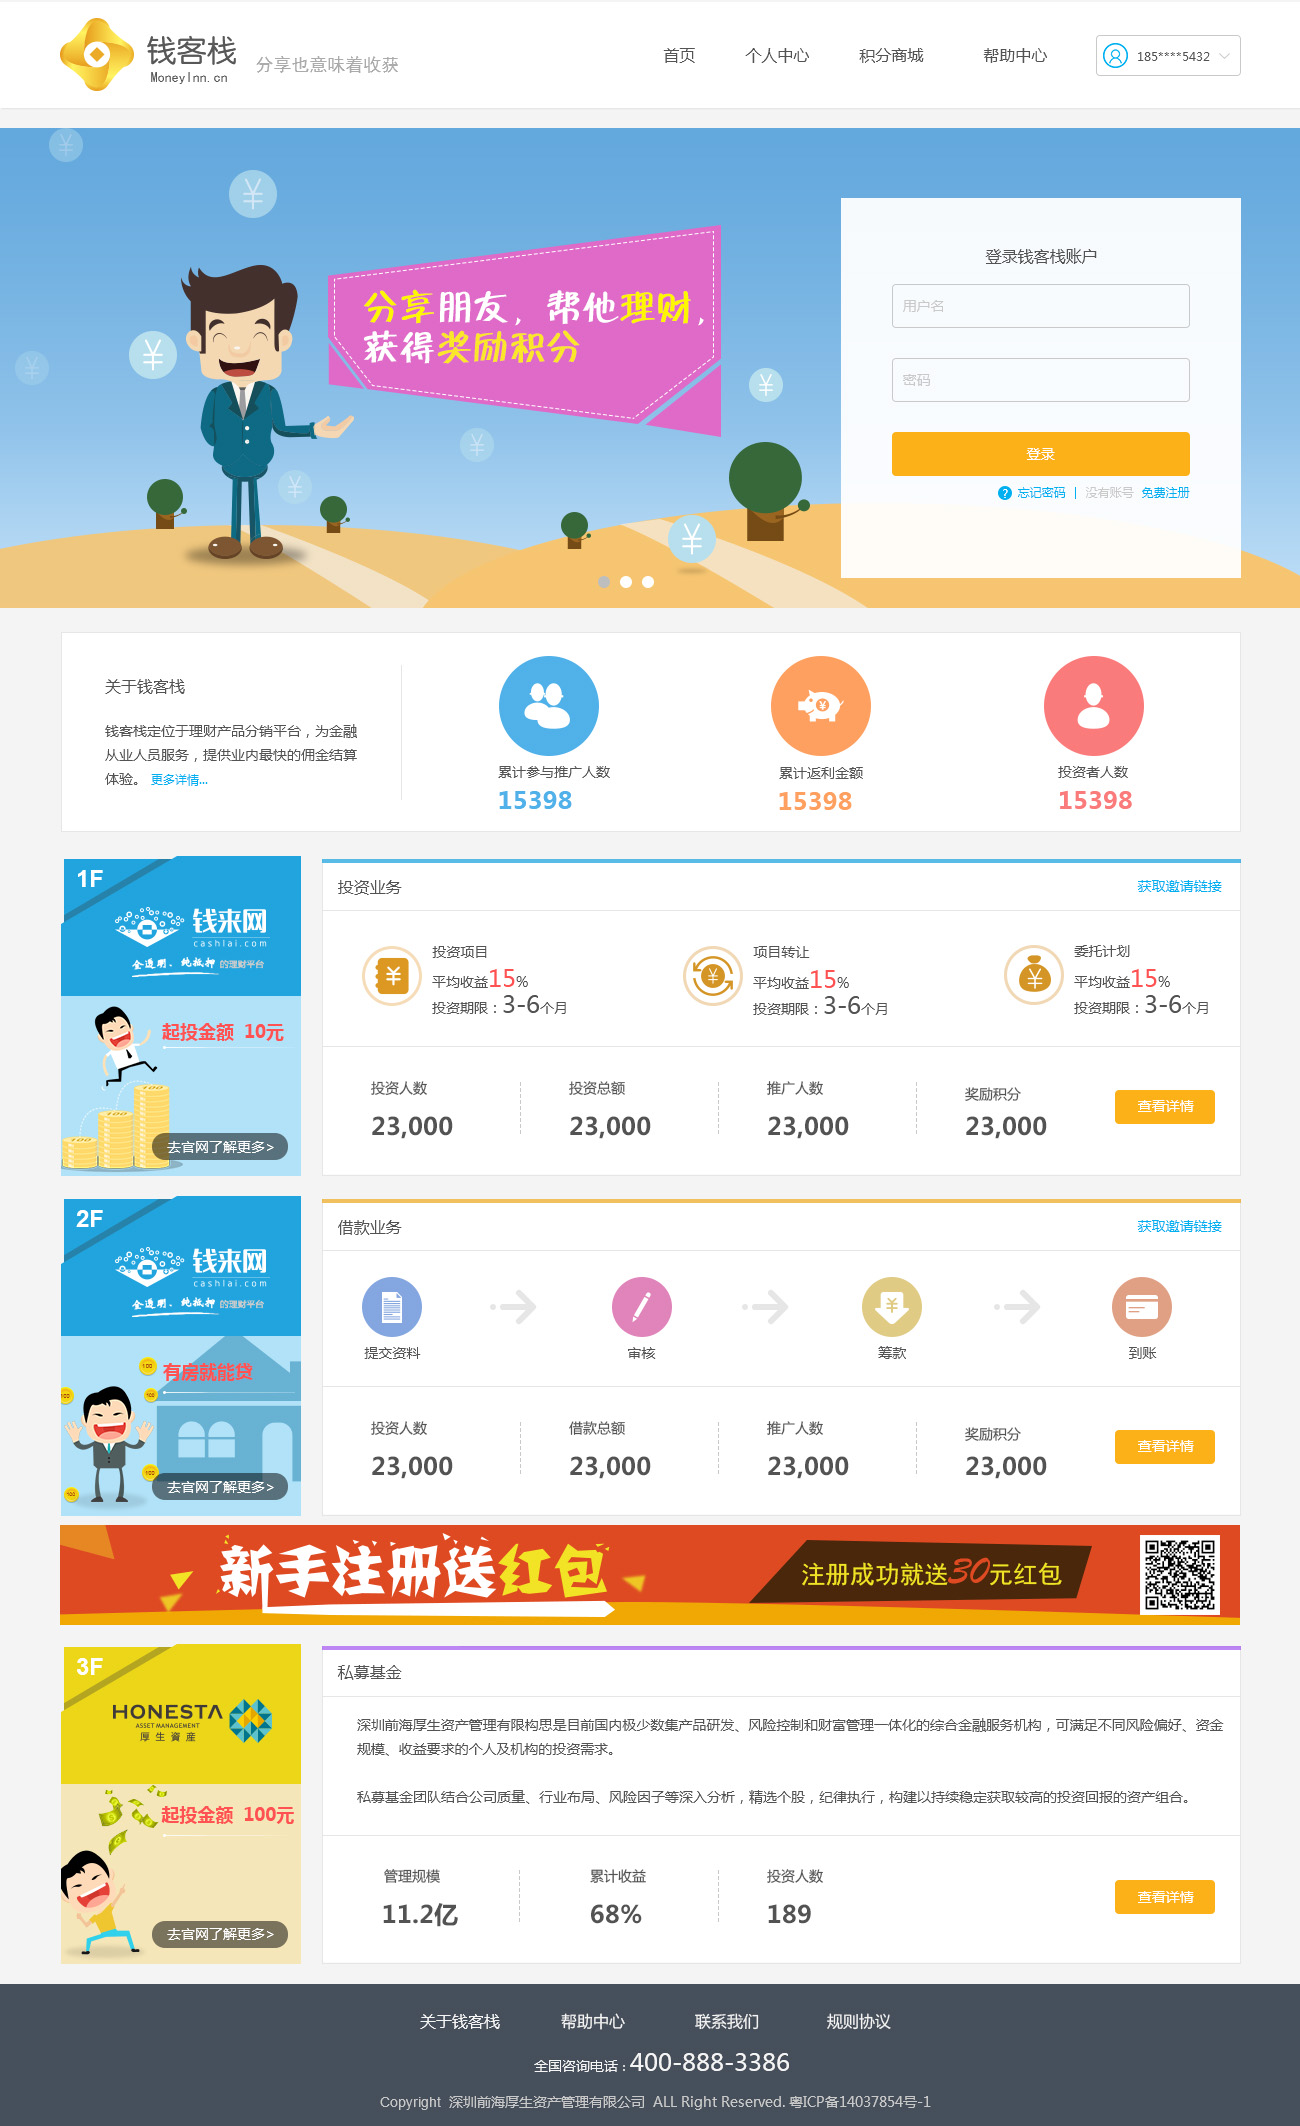 钱客栈
MoneyInn.cn
分享也意味着收获
首页 个人中心 积分商城 帮助中心 185****5432
分享朋友，帮他理财，
获得奖励积分
登录钱客栈账户
用户名
密码
登录
? 忘记密码 | 没有账号 免费注册
关于钱客栈
钱客栈定位于理财产品分销平台，为金融
从业人员服务，提供业内最快的佣金结算
体验。 更多详情...
累计参与推广人数
15398
累计返利金额
15398
投资者人数
15398
1F
钱来网
cashlai.com
全透明、纯抵押 的理财平台
起投金额 10元
去官网了解更多>
投资业务 获取邀请链接
投资项目
平均收益15%
投资期限：3-6个月
项目转让
平均收益15%
投资期限：3-6个月
委托计划
平均收益15%
投资期限：3-6个月
投资人数
23,000
投资总额
23,000
推广人数
23,000
奖励积分
23,000
查看详情
2F
钱来网
cashlai.com
全透明、纯抵押 的理财平台
有房就能贷
去官网了解更多>
借款业务 获取邀请链接
提交资料 审核 筹款 到账
投资人数
23,000
借款总额
23,000
推广人数
23,000
奖励积分
23,000
查看详情
新手注册送红包
注册成功就送30元红包
3F
HONESTA
ASSET MANAGEMENT
厚生資産
起投金额 100元
去官网了解更多>
私募基金
深圳前海厚生资产管理有限构思是目前国内极少数集产品研发、风险控制和财富管理一体化的综合金融服务机构，可满足不同风险偏好、资金
规模、收益要求的个人及机构的投资需求。
私募基金团队结合公司质量、行业布局、风险因子等深入分析，精选个股，纪律执行，构建以持续稳定获取较高的投资回报的资产组合。
管理规模
11.2亿
累计收益
68%
投资人数
189
查看详情
关于钱客栈 帮助中心 联系我们 规则协议
全国咨询电话：400-888-3386
Copyright 深圳前海厚生资产管理有限公司 ALL Right Reserved. 粤ICP备14037854号-1